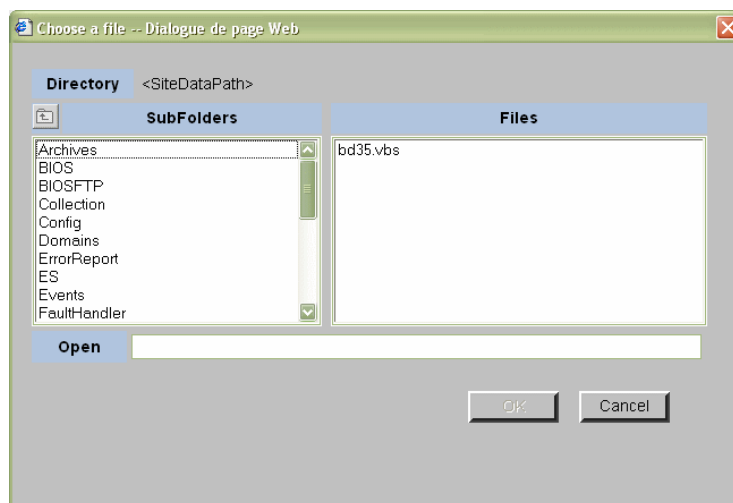 Choose a file -- Dialogue de page Web
Directory <SiteDataPath>
SubFolders Files
Archives bd35.vbs
BIOS
BIOSFTP
Collection
Config
Domains
ErrorReport
ES
Events
FaultHandler
Open
OK Cancel